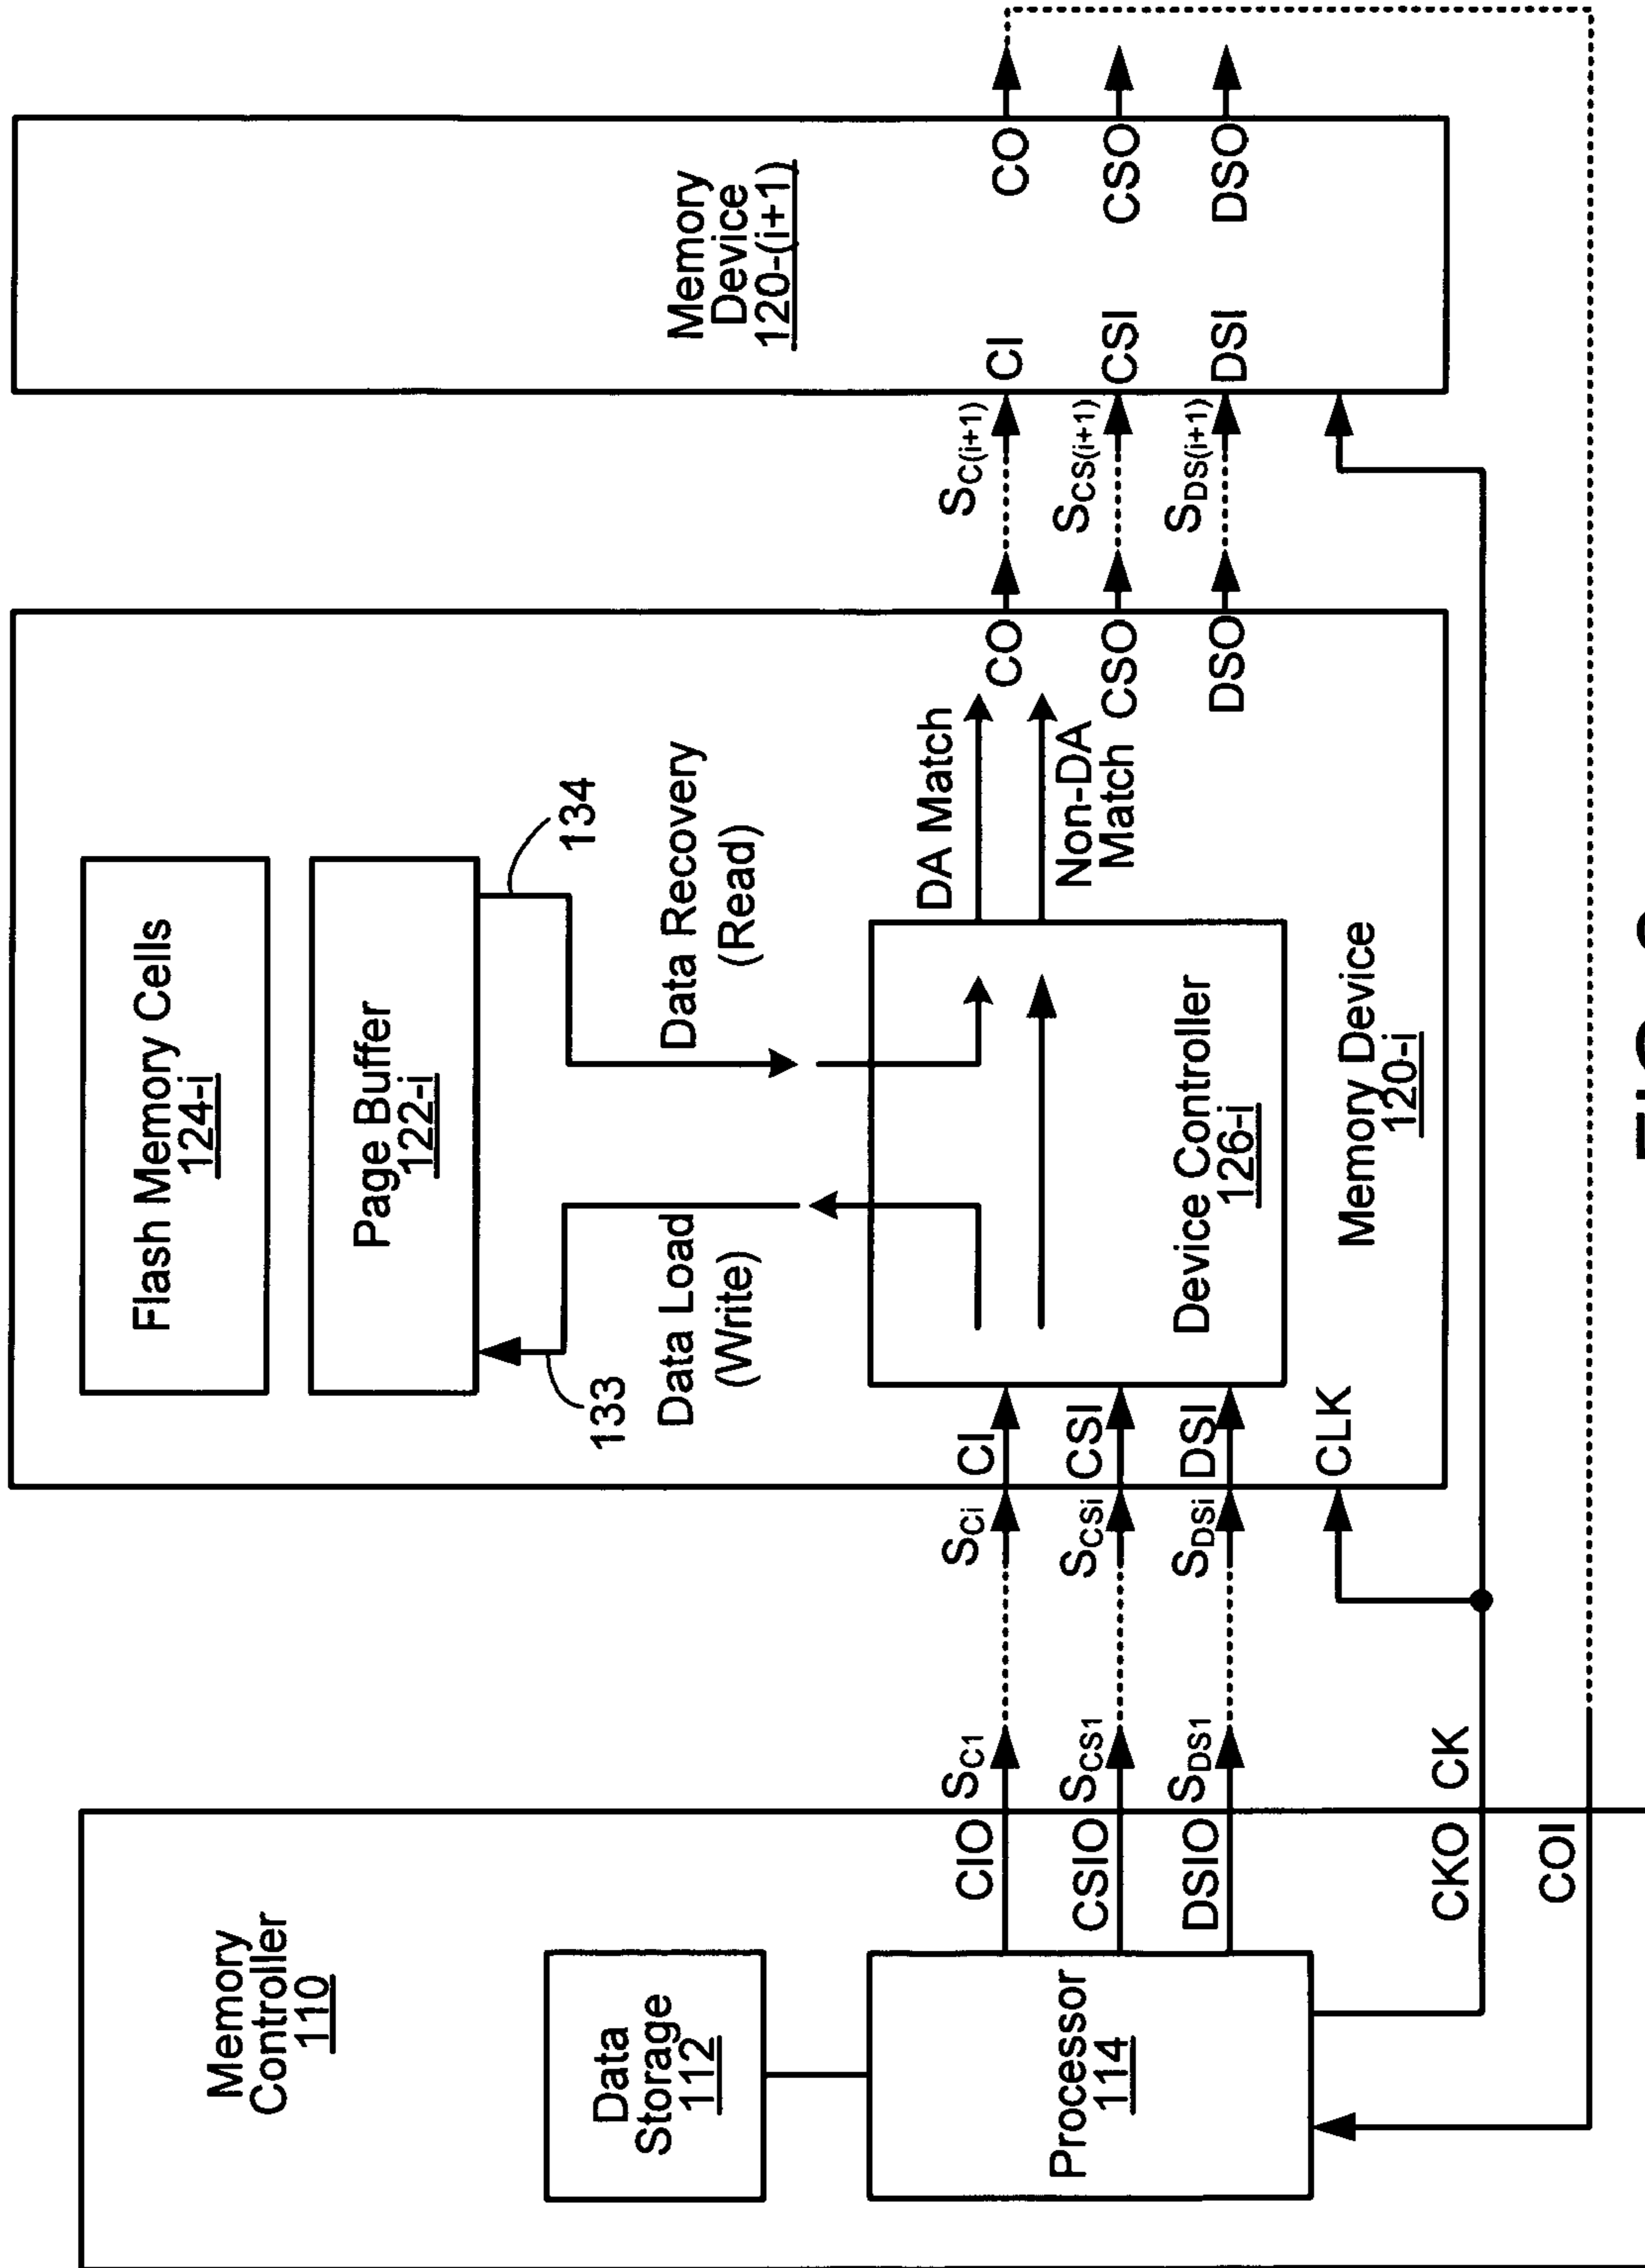 Memory
Controller
110
Data
Storage
112
Processor
114
CIO
CSIO
DSIO
CKO
COI
S_C1
S_CS1
S_DS1
CK
S_Ci
S_CSi
S_DSi
Flash Memory Cells
124-i
Page Buffer
122-i
133
134
Data Load
(Write)
Data Recovery
(Read)
CI
CSI
DSI
CLK
Device Controller
126-i
DA Match
Non-DA
Match
CO
CSO
DSO
Memory Device
120-i
S_C(i+1)
S_CS(i+1)
S_DS(i+1)
Memory
Device
120-(i+1)
CI
CSI
DSI
CO
CSO
DSO